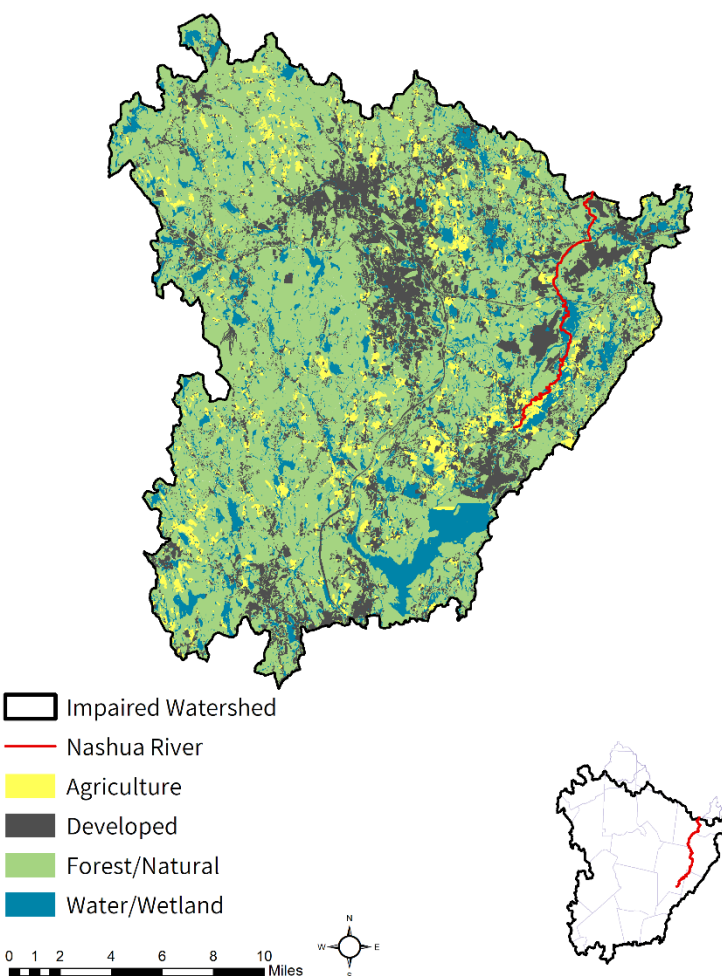 Impaired Watershed
Nashua River
Agriculture
Developed
Forest/Natural
Water/Wetland
N
W E
S
0 1 2 4 6 8 10
Miles